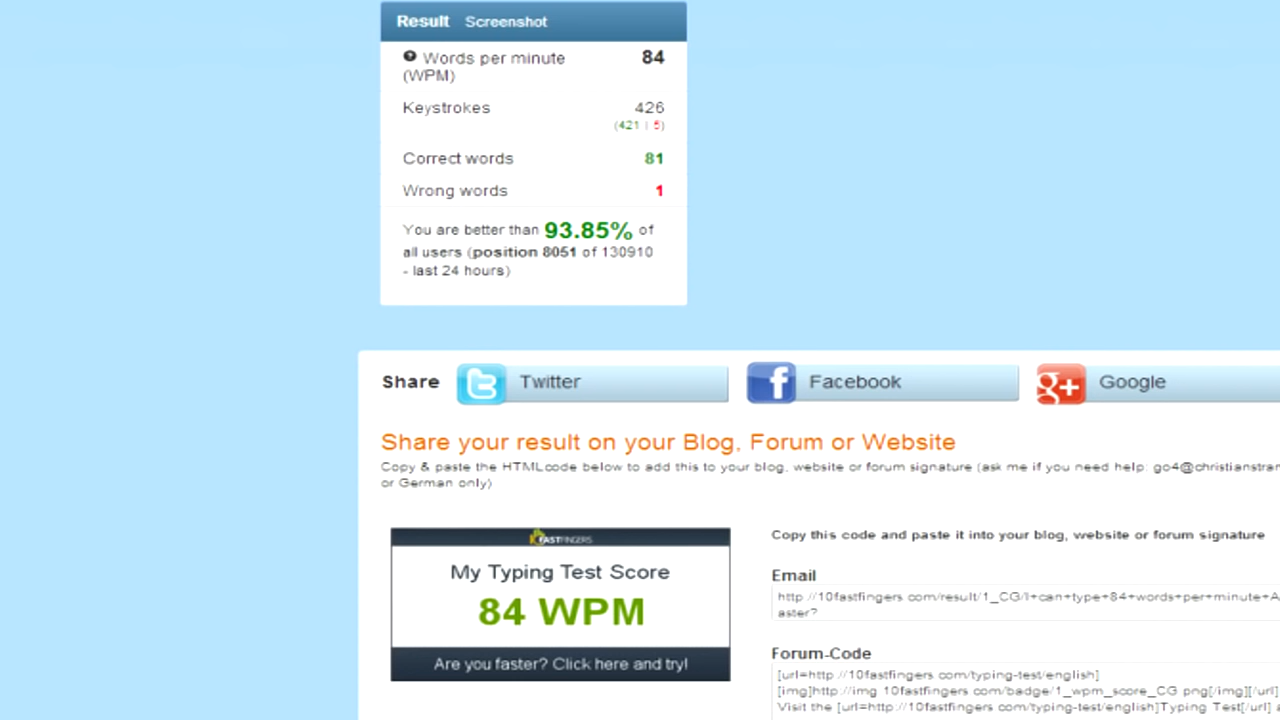 Result Screenshot
Words per minute 84
(WPM)
Keystrokes 426
(421 | 5)
Correct words 81
Wrong words 1
You are better than 93.85% of
all users (position 8051 of 130910
- last 24 hours)
Share Twitter Facebook Google
Share your result on your Blog, Forum or Website
Copy & paste the HTMLcode below to add this to your blog, website or forum signature (ask me if you need help: go4@christianstran
or German only)
10FASTFINGERS
My Typing Test Score
84 WPM
Are you faster? Click here and try!
Copy this code and paste it into your blog, website or forum signature
Email
http://10fastfingers.com/result/1_CG/I+can+type+84+words+per+minute+A
aster?
Forum-Code
[url=http://10fastfingers.com/typing-test/english]
[img]http://img.10fastfingers.com/badge/1_wpm_score_CG.png[/img][/url]
Visit the [url=http://10fastfingers.com/typing-test/english]Typing Test[/url] a